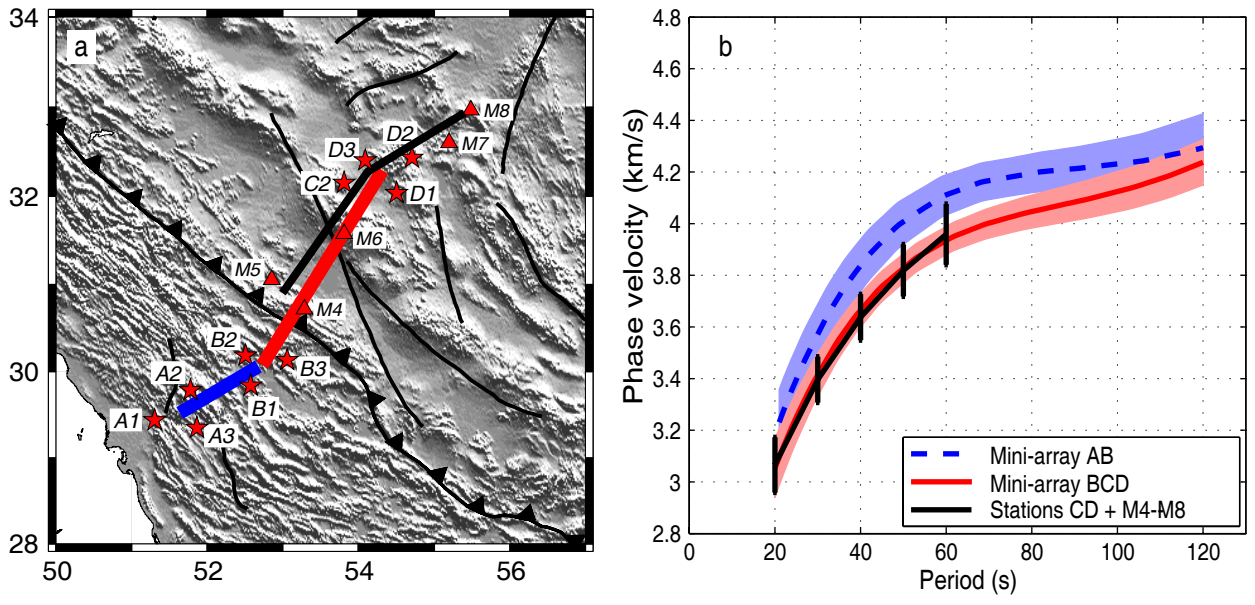 34
32
30
28
50
52
54
56
a
M8
D2
M7
D3
C2
D1
M6
M5
M4
B2
B3
A2
B1
A1
A3
b
4.8
4.6
4.4
4.2
4
3.8
3.6
3.4
3.2
3
2.8
Phase velocity (km/s)
0
20
40
60
80
100
120
Period (s)
Mini-array AB
Mini-array BCD
Stations CD + M4-M8